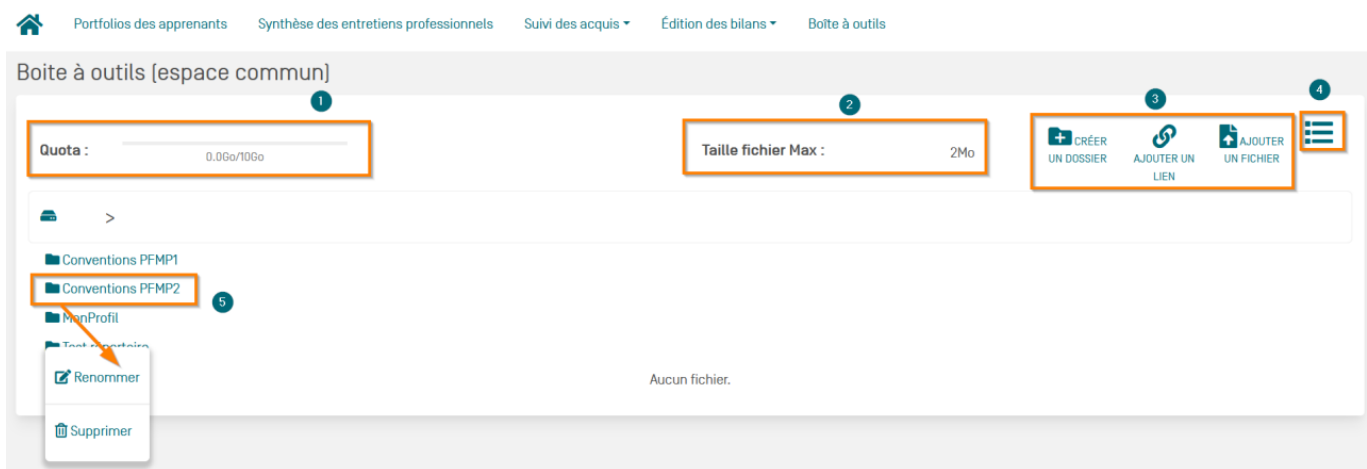 Portfolios des apprenants Synthèse des entretiens professionnels Suivi des acquis Édition des bilans Boîte à outils
Boite à outils (espace commun)
1 2 3 4
Quota : 0.0Go/10Go Taille fichier Max : 2Mo
CRÉER UN DOSSIER
AJOUTER UN LIEN
AJOUTER UN FICHIER
>
Conventions PFMP1
Conventions PFMP2
5
MonProfil
Test repertoire
Renommer
Aucun fichier.
Supprimer